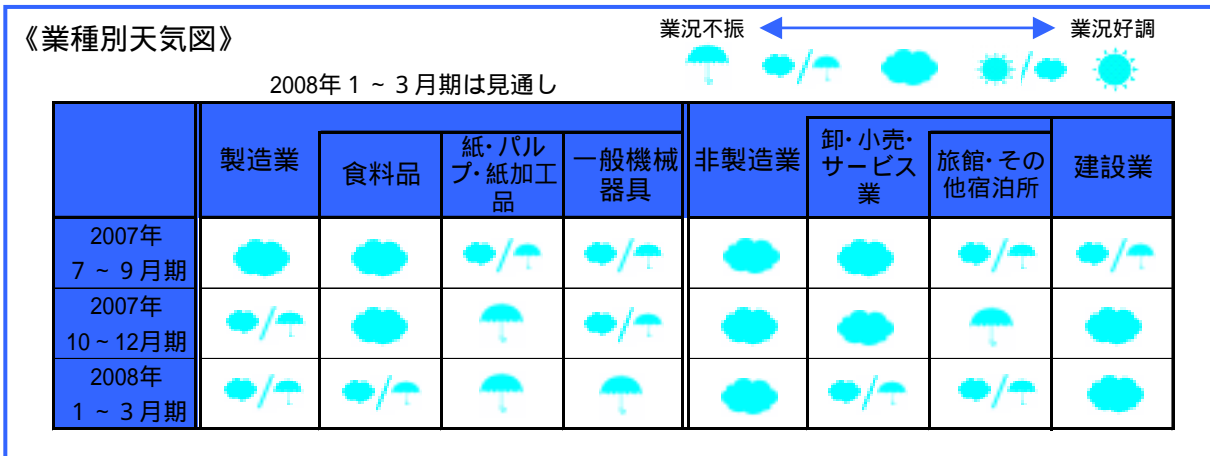 《業種別天気図》
業況不振
業況好調
2008年1~3月期は見通し
製造業
食料品
紙・パル
プ・紙加工
品
一般機械
器具
非製造業
卸・小売・
サービス
業
旅館・その
他宿泊所
建設業
2007年
7~9月期
2007年
10~12月期
2008年
1~3月期